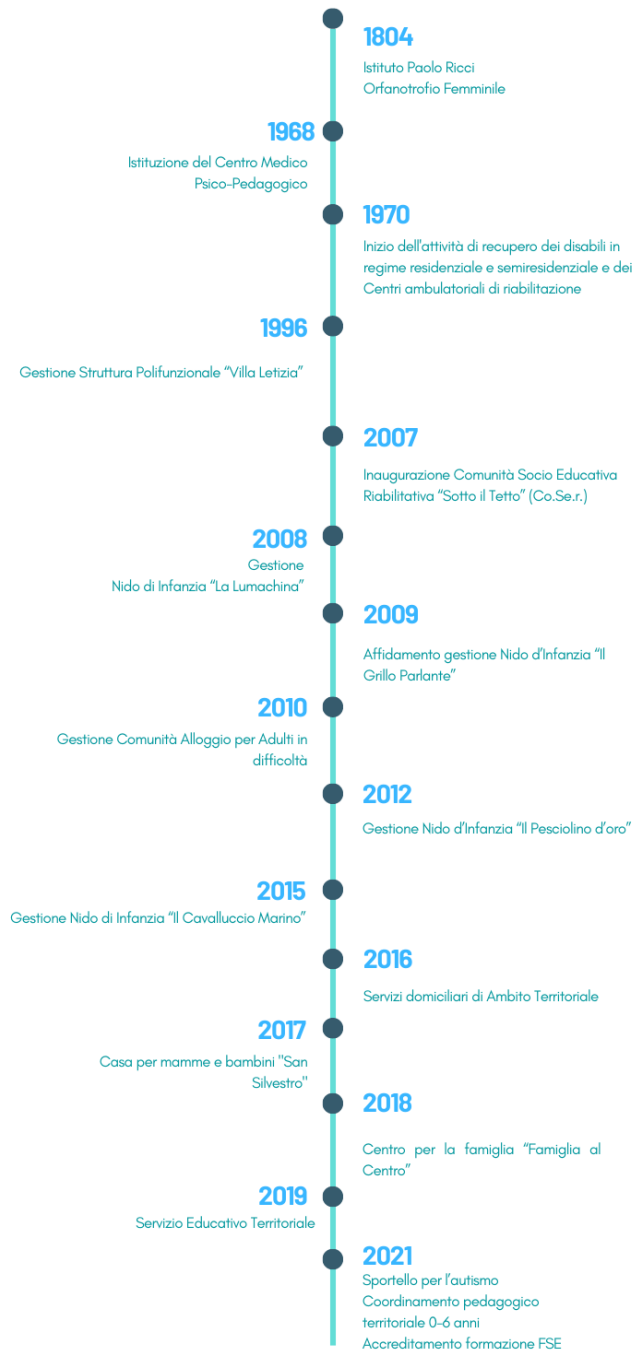 1804
Istituto Paolo Ricci
Orfanotrofio Femminile
1968
Istituzione del Centro Medico
Psico-Pedagogico
1970
Inizio dell'attività di recupero dei disabili in
regime residenziale e semiresidenziale e dei
Centri ambulatoriali di riabilitazione
1996
Gestione Struttura Polifunzionale “Villa Letizia”
2007
Inaugurazione Comunità Socio Educativa
Riabilitativa “Sotto il Tetto” (Co.Se.r.)
2008
Gestione
Nido di Infanzia “La Lumachina”
2009
Affidamento gestione Nido d’Infanzia “Il
Grillo Parlante”
2010
Gestione Comunità Alloggio per Adulti in
difficoltà
2012
Gestione Nido d’Infanzia “Il Pesciolino d’oro”
2015
Gestione Nido di Infanzia “Il Cavalluccio Marino”
2016
Servizi domiciliari di Ambito Territoriale
2017
Casa per mamme e bambini "San
Silvestro"
2018
Centro per la famiglia “Famiglia al
Centro”
2019
Servizio Educativo Territoriale
2021
Sportello per l’autismo
Coordinamento pedagogico
territoriale 0-6 anni
Accreditamento formazione FSE